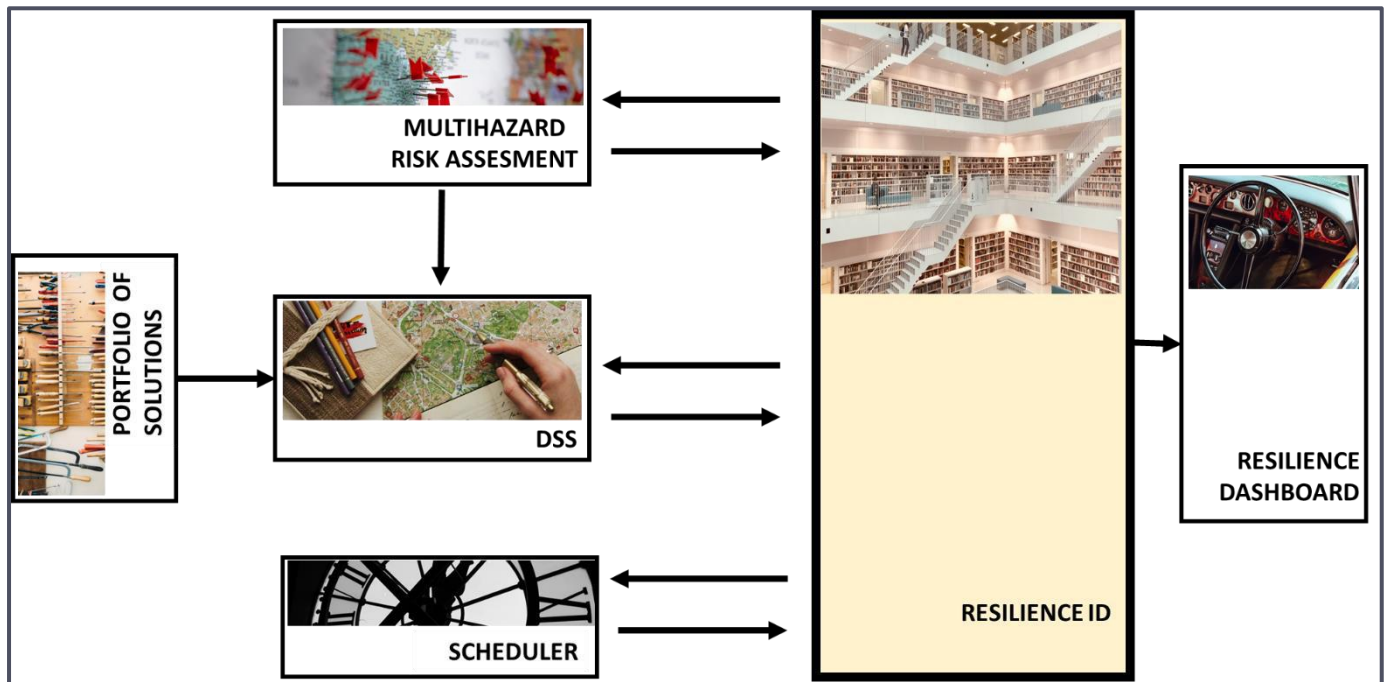 MULTIHAZARD
RISK ASSESMENT
PORTFOLIO OF
SOLUTIONS
DSS
RESILIENCE
DASHBOARD
RESILIENCE ID
SCHEDULER